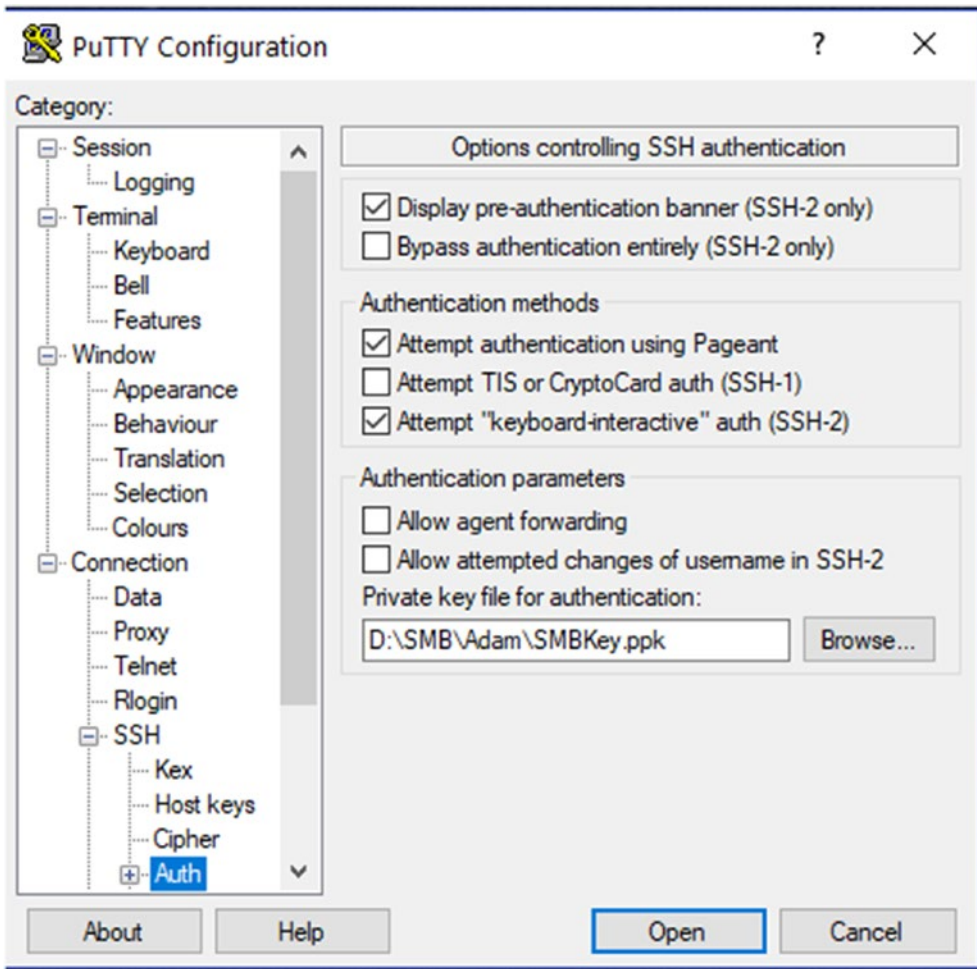 PuTTY Configuration
?
Category:
Session
Logging
Terminal
Keyboard
Bell
Features
Window
Appearance
Behaviour
Translation
Selection
Colours
Connection
Data
Proxy
Telnet
Rlogin
SSH
Kex
Host keys
Cipher
Auth
Options controlling SSH authentication
Display pre-authentication banner (SSH-2 only)
Bypass authentication entirely (SSH-2 only)
Authentication methods
Attempt authentication using Pageant
Attempt TIS or CryptoCard auth (SSH-1)
Attempt "keyboard-interactive" auth (SSH-2)
Authentication parameters
Allow agent forwarding
Allow attempted changes of username in SSH-2
Private key file for authentication:
D:\SMB\Adam\SMBKey.ppk
Browse...
About
Help
Open
Cancel